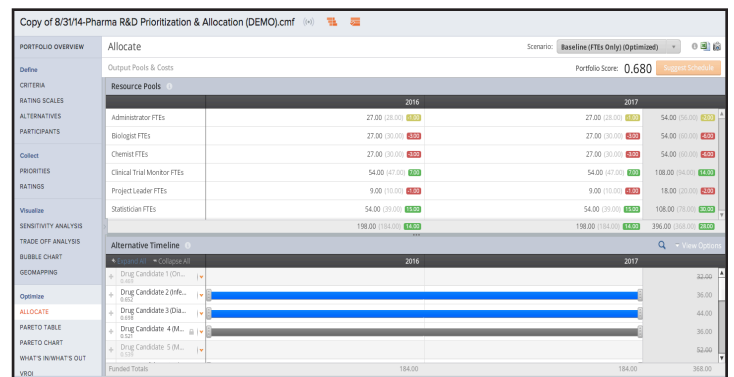 Copy of 8/31/14-Pharma R&D Prioritization & Allocation (DEMO).cmf
PORTFOLIO OVERVIEW
Define
CRITERIA
RATING SCALES
ALTERNATIVES
PARTICIPANTS
Collect
PRIORITIES
RATINGS
Visualize
SENSITIVITY ANALYSIS
TRADE OFF ANALYSIS
BUBBLE CHART
GEOMAPPING
Optimize
ALLOCATE
PARETO TABLE
PARETO CHART
WHAT'S IN/WHAT'S OUT
VROI
Allocate
Scenario: Baseline (FTEs Only) (Optimized)
Output Pools & Costs
Portfolio Score: 0.680 Suggest Schedule
Resource Pools
2016 2017
Administrator FTEs 27.00 (28.00) -1.00 27.00 (28.00) -1.00 54.00 (56.00) -2.00
Biologist FTEs 27.00 (30.00) -3.00 27.00 (30.00) -3.00 54.00 (60.00) -6.00
Chemist FTEs 27.00 (30.00) -3.00 27.00 (30.00) -3.00 54.00 (60.00) -6.00
Clinical Trial Monitor FTEs 54.00 (47.00) 7.00 54.00 (47.00) 7.00 108.00 (94.00) 14.00
Project Leader FTEs 9.00 (10.00) -1.00 9.00 (10.00) -1.00 18.00 (20.00) -2.00
Statistician FTEs 54.00 (39.00) 15.00 54.00 (39.00) 15.00 108.00 (78.00) 30.00
198.00 (184.00) 14.00 198.00 (184.00) 14.00 396.00 (368.00) 28.00
Alternative Timeline
View Options
Expand All Collapse All 2016 2017
Drug Candidate 1 (On... 32.00
Drug Candidate 2 (Infe... 36.00
Drug Candidate 3 (Dia... 44.00
Drug Candidate 4 (M... 36.00
0.521
Drug Candidate 5 (M... 52.00
Funded Totals 184.00 184.00 368.00